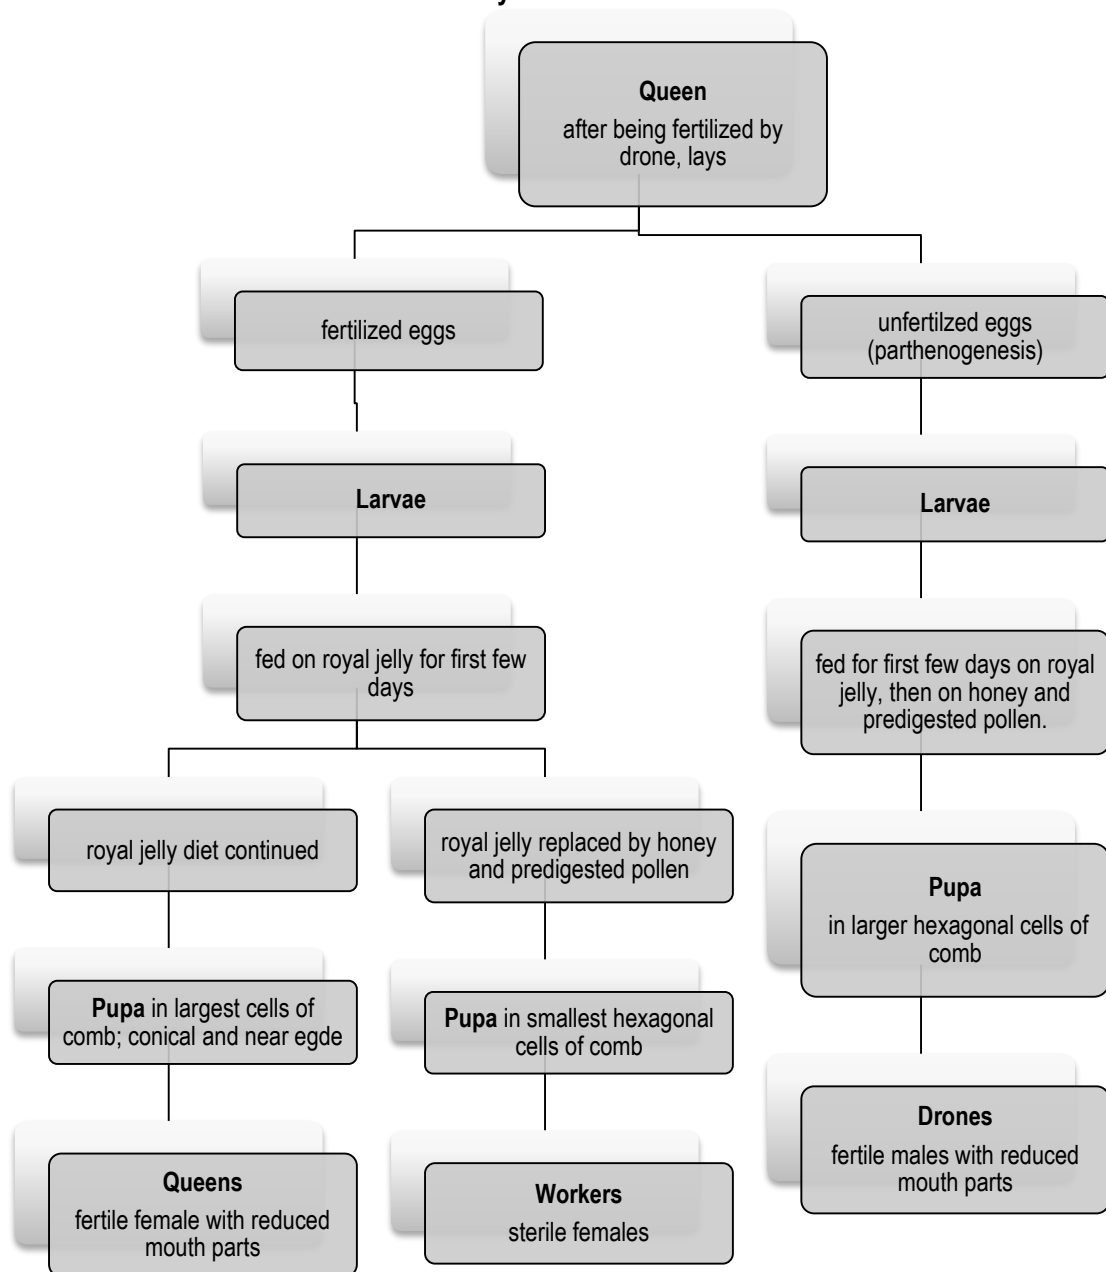 y
Queen
after being fertilized by
drone, lays
fertilized eggs
unfertilzed eggs
(parthenogesis)
Larvae
Larvae
fed on royal jelly for first few
days
fed for first few days on royal
jelly, then on honey and
predigested pollen.
royal jelly diet continued
royal jelly replaced by honey
and predigested pollen
Pupa
in larger hexagonal cells of
comb
Pupa in largest cells of
comb; conical and near egde
Pupa in smallest hexagonal
cells of comb
Drones
fertile males with reduced
mouth parts
Queens
fertile female with reduced
mouth parts
Workers
sterile females